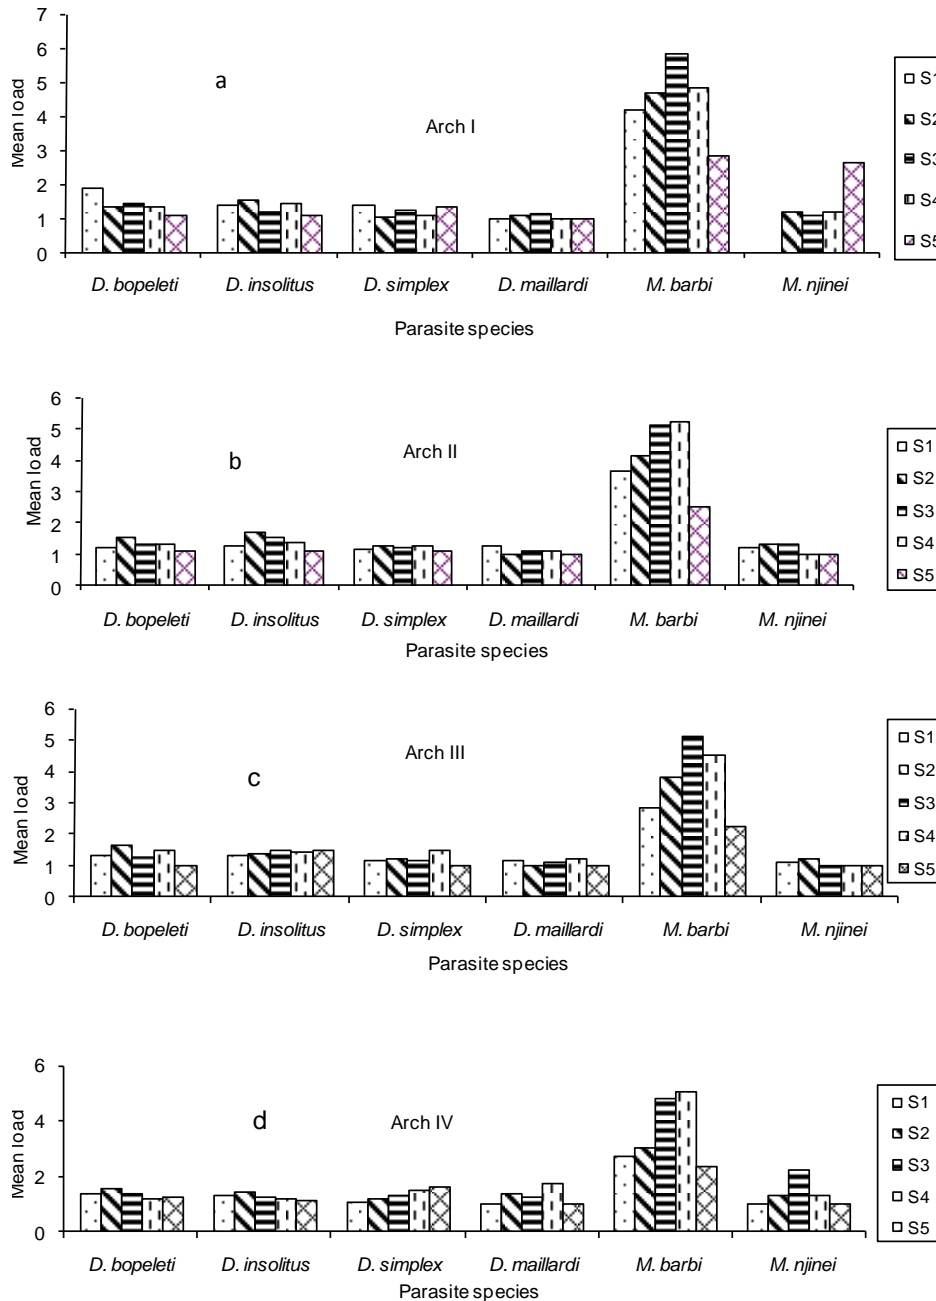 7
6
5
4
3
2
1
0
Mean load
a
Arch I
S1
S2
S3
S4
S5
D. bopeleti D. insolitus D. simplex D. maillardi M. barbi M. njinei
Parasite species
6
5
4
3
2
1
0
Mean load
b
Arch II
S1
S2
S3
S4
S5
D. bopeleti D. insolitus D. simplex D. maillardi M. barbi M. njinei
Parasite species
6
5
4
3
2
1
0
Mean load
c
Arch III
S1
S2
S3
S4
S5
D. bopeleti D. insolitus D. simplex D. maillardi M. barbi M. njinei
Parasite species
6
4
2
0
Mean load
d
Arch IV
S1
S2
S3
S4
S5
D. bopeleti D. insolitus D. simplex D. maillardi M. barbi M. njinei
Parasite species